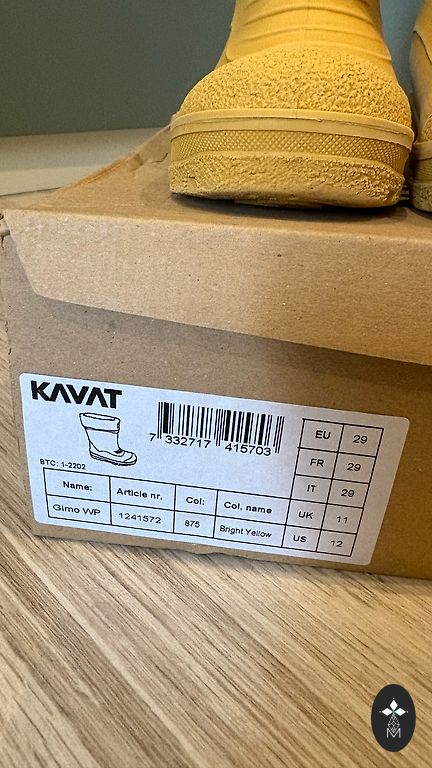 KAVAT
7 332717 415703
BTC: 1-2202
EU 29
FR 29
IT 29
UK 11
US 12
Name: Article nr. Col: Col. name
Gimo WP 1241572 875 Bright Yellow
M